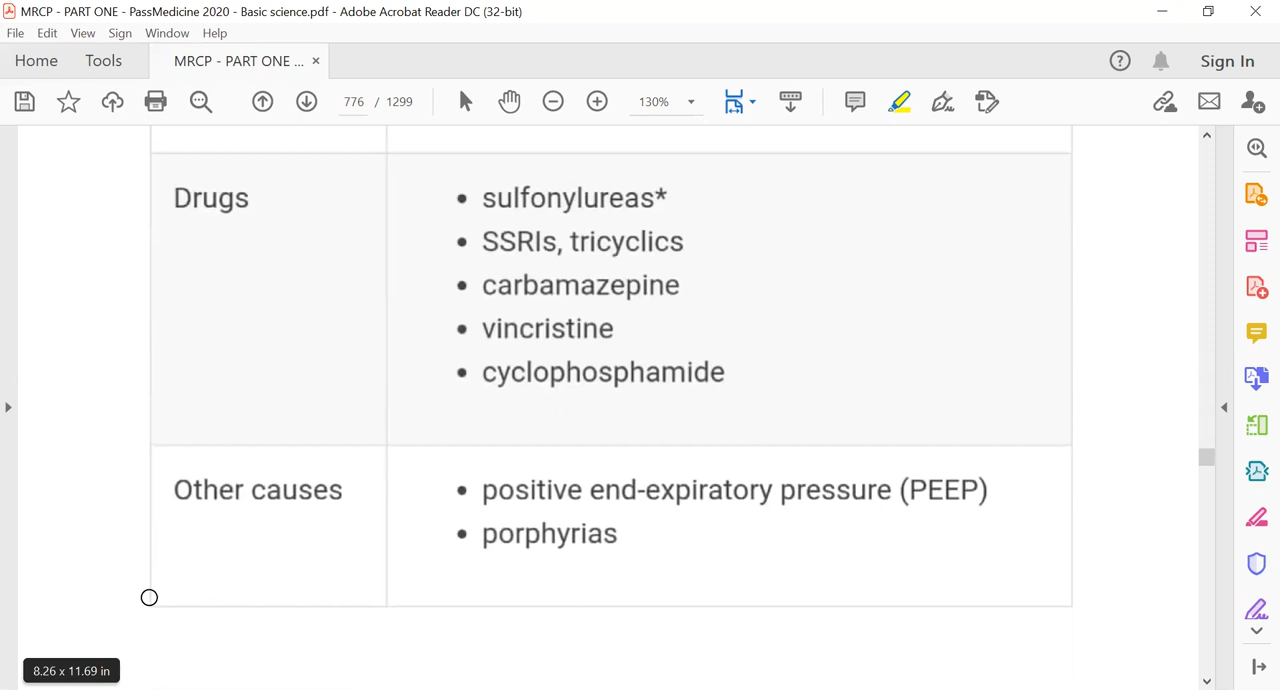 MRCP - PART ONE - PassMedicine 2020 - Basic science.pdf - Adobe Acrobat Reader DC (32-bit)
File Edit View Sign Window Help
Home Tools MRCP - PART ONE ... × Sign In
776 / 1299 130%
Drugs
• sulfonylureas*
• SSRIs, tricyclics
• carbamazepine
• vincristine
• cyclophosphamide
Other causes
• positive end-expiratory pressure (PEEP)
• porphyrias
8.26 x 11.69 in